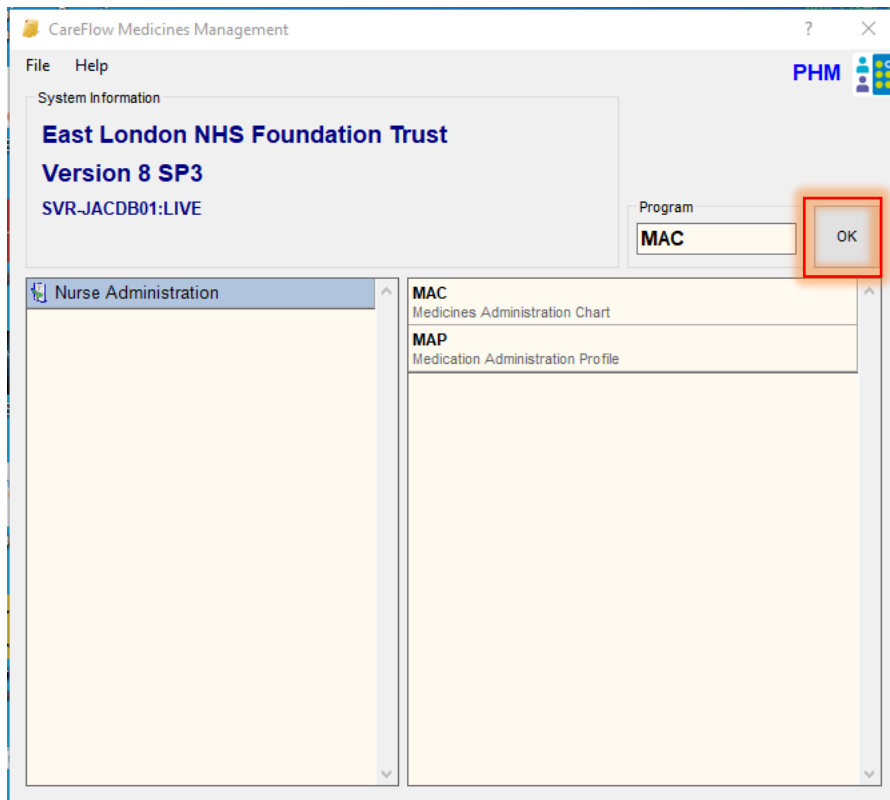 CareFlow Medicines Management
?
File Help
PHM
System Information
East London NHS Foundation Trust
Version 8 SP3
SVR-JACDB01:LIVE
Program
MAC
OK
Nurse Administration
MAC
Medicines Administration Chart
MAP
Medication Administration Profile